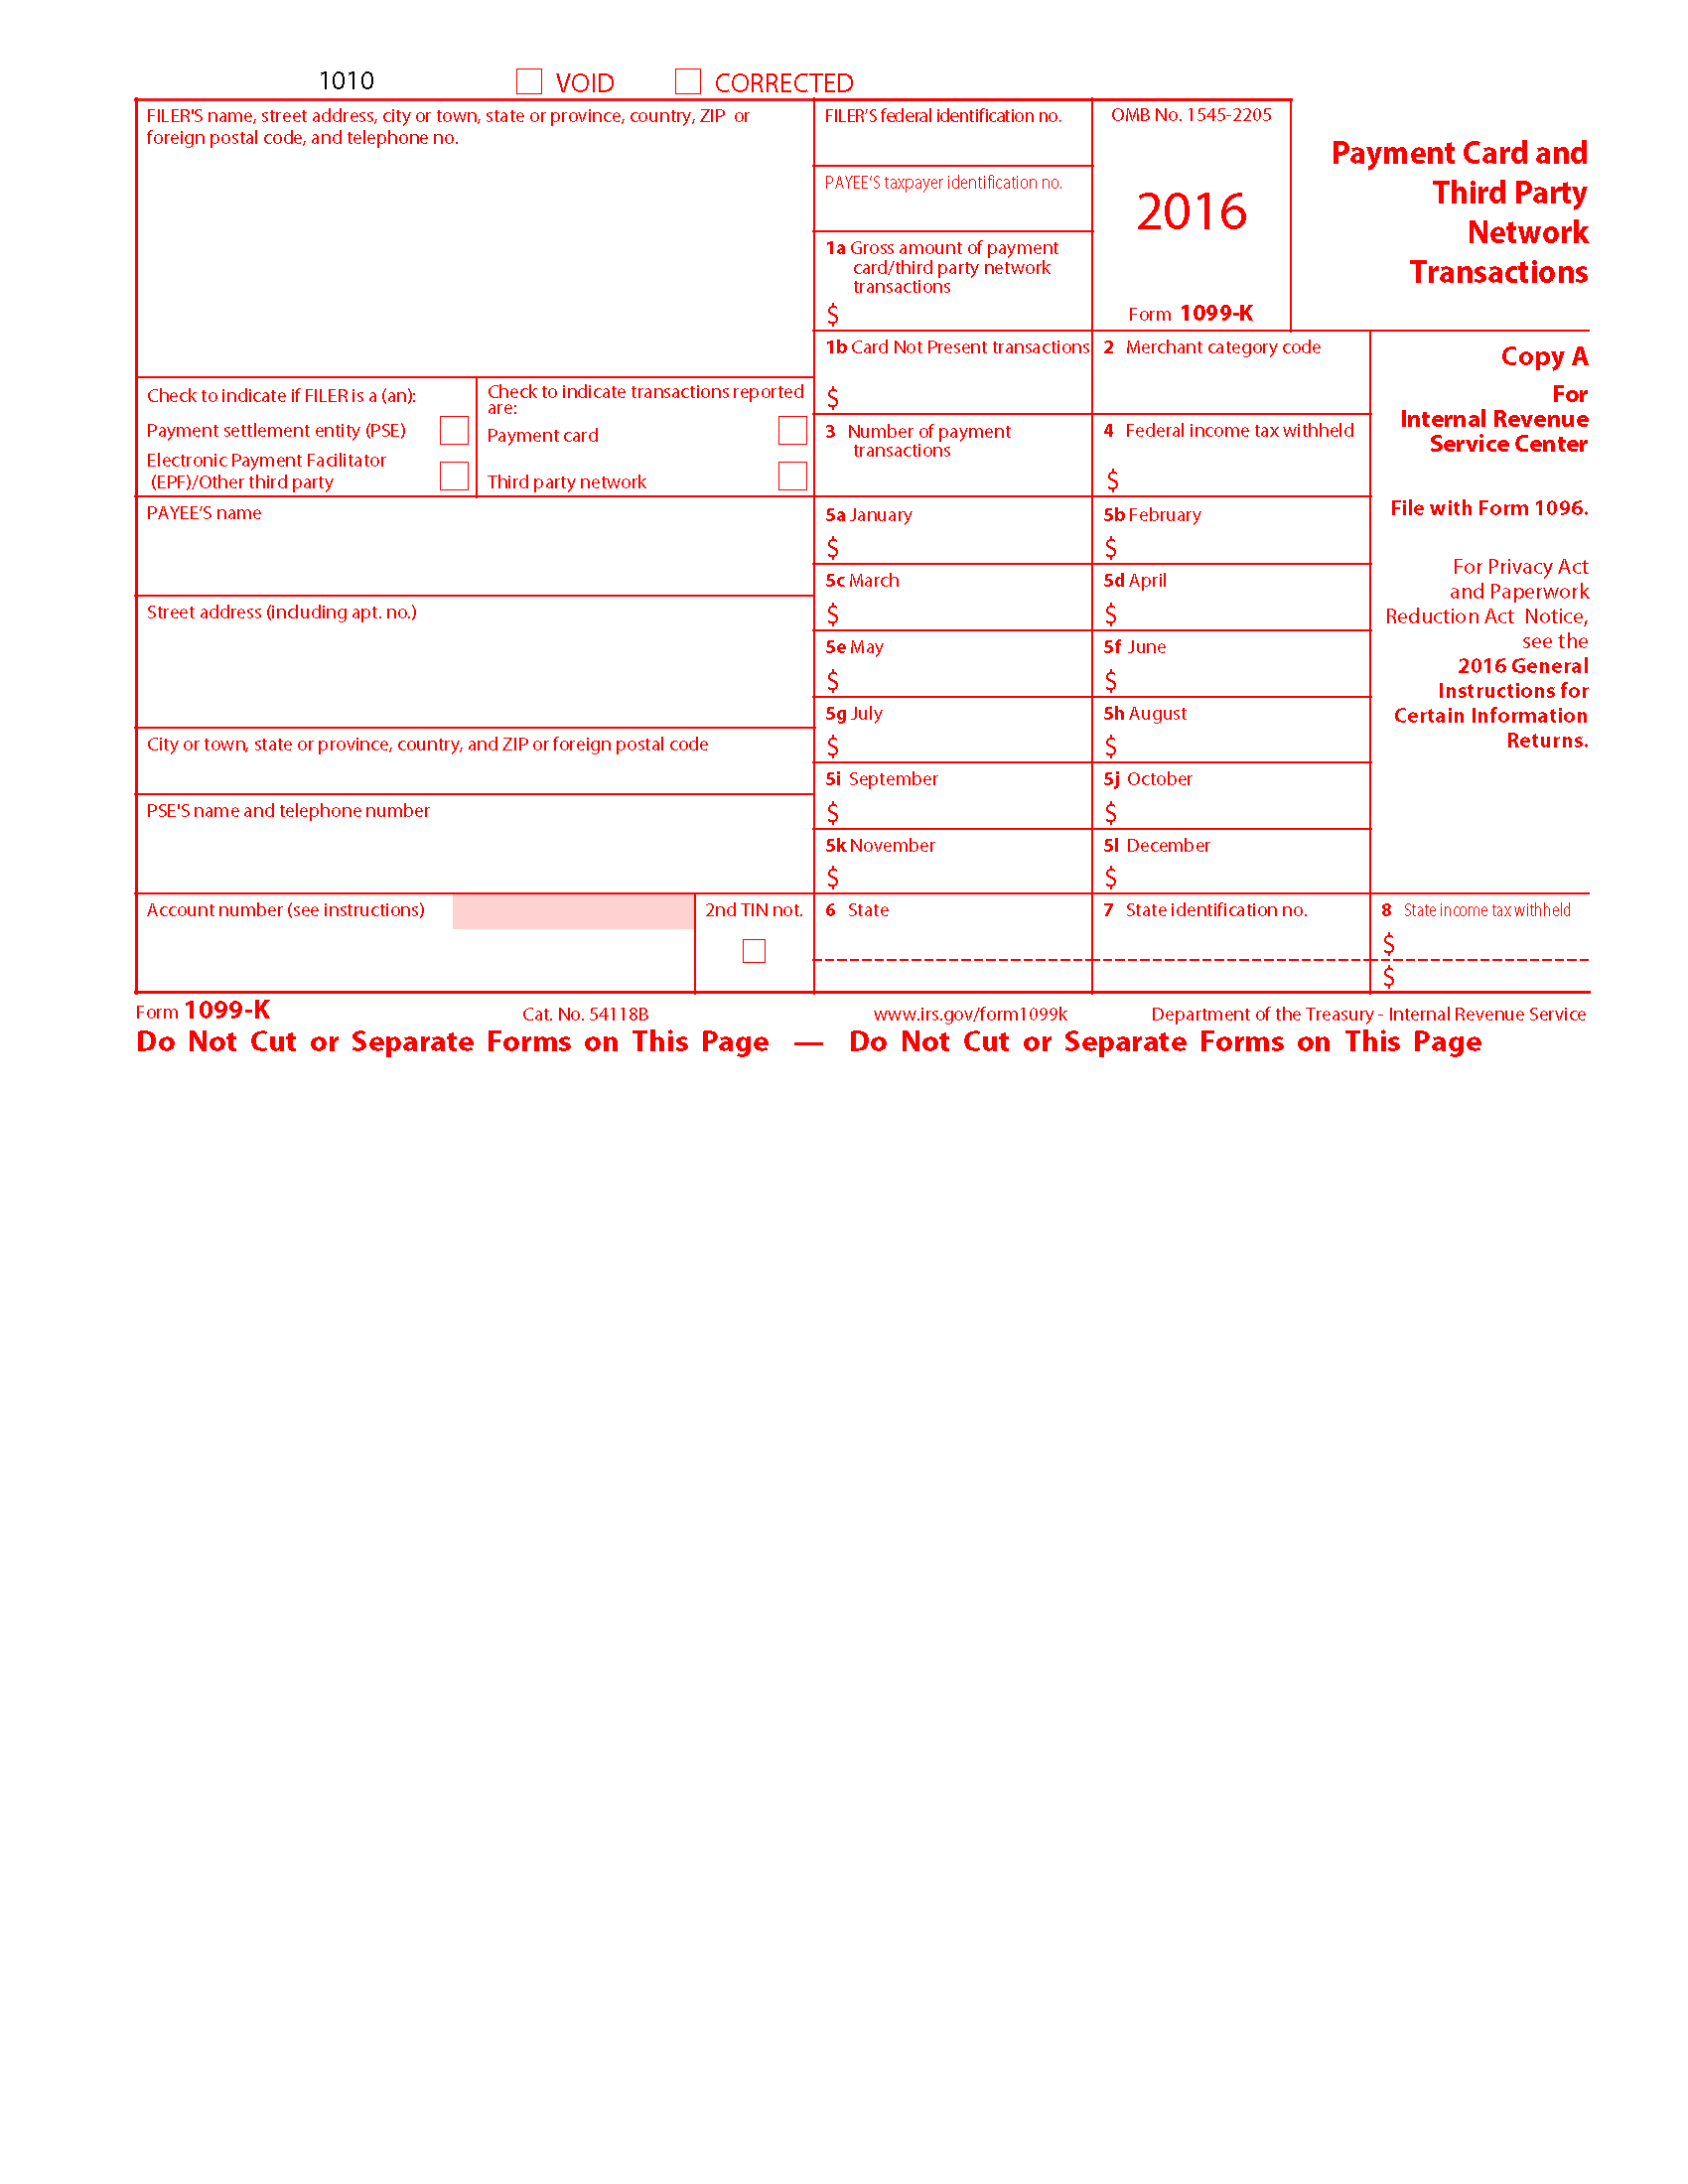 1010 VOID CORRECTED
FILER'S name, street address, city or town, state or province, country, ZIP or
foreign postal code, and telephone no.
FILER'S federal identification no.
PAYEE'S taxpayer identification no.
1a Gross amount of payment
card/third party network
transactions
$
OMB No. 1545-2205
2016
Form 1099-K
Payment Card and
Third Party
Network
Transactions
1b Card Not Present transactions
$
2 Merchant category code
Copy A
For
Internal Revenue
Service Center
File with Form 1096.
For Privacy Act
and Paperwork
Reduction Act Notice,
see the
2016 General
Instructions for
Certain Information
Returns.
Check to indicate if FILER is a (an):
Payment settlement entity (PSE)
Electronic Payment Facilitator
(EPF)/Other third party
Check to indicate transactions reported
are:
Payment card
Third party network
3 Number of payment
transactions
4 Federal income tax withheld
$
PAYEE'S name
Street address (including apt. no.)
City or town, state or province, country, and ZIP or foreign postal code
PSE'S name and telephone number
5a January
$
5b February
$
5c March
$
5d April
$
5e May
$
5f June
$
5g July
$
5h August
$
5i September
$
5j October
$
5k November
$
5l December
$
Account number (see instructions)
2nd TIN not.
6 State
7 State identification no.
8 State income tax withheld
$
$
Form 1099-K Cat. No. 54118B www.irs.gov/form1099k Department of the Treasury - Internal Revenue Service
Do Not Cut or Separate Forms on This Page — Do Not Cut or Separate Forms on This Page